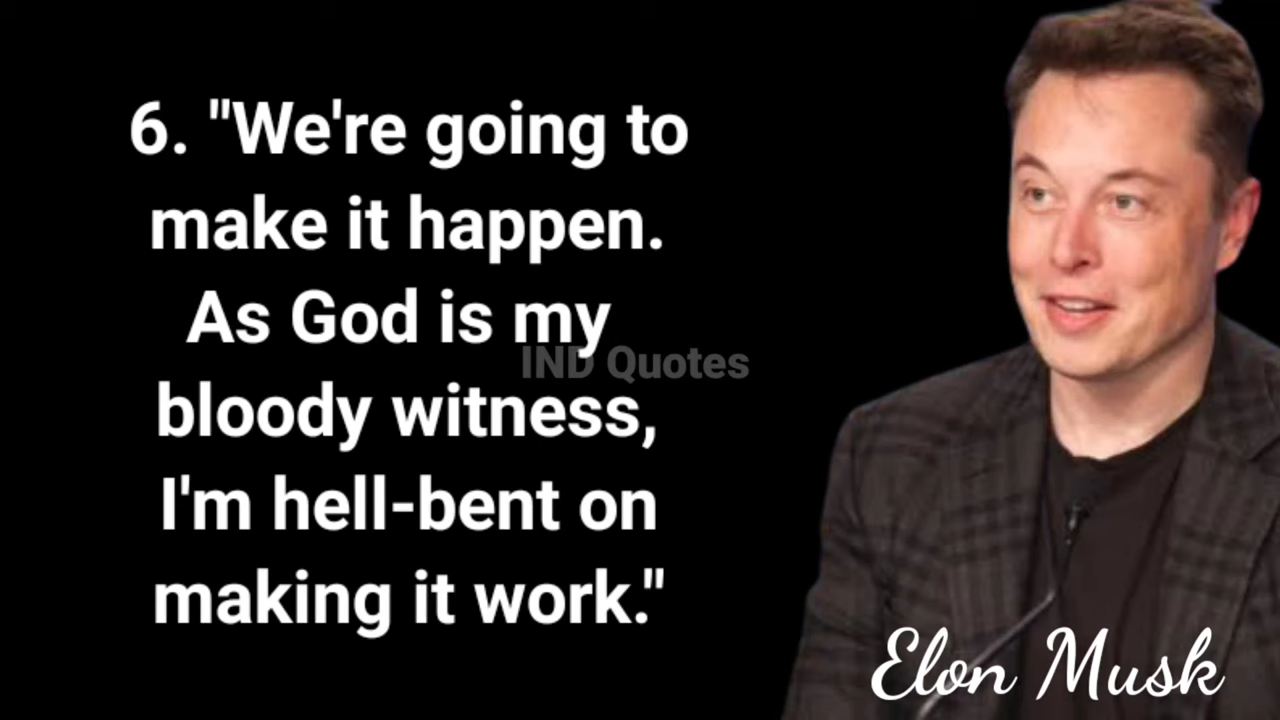 6. "We're going to
make it happen.
As God is my
IND Quotes
bloody witness,
I'm hell-bent on
making it work."
Elon Musk